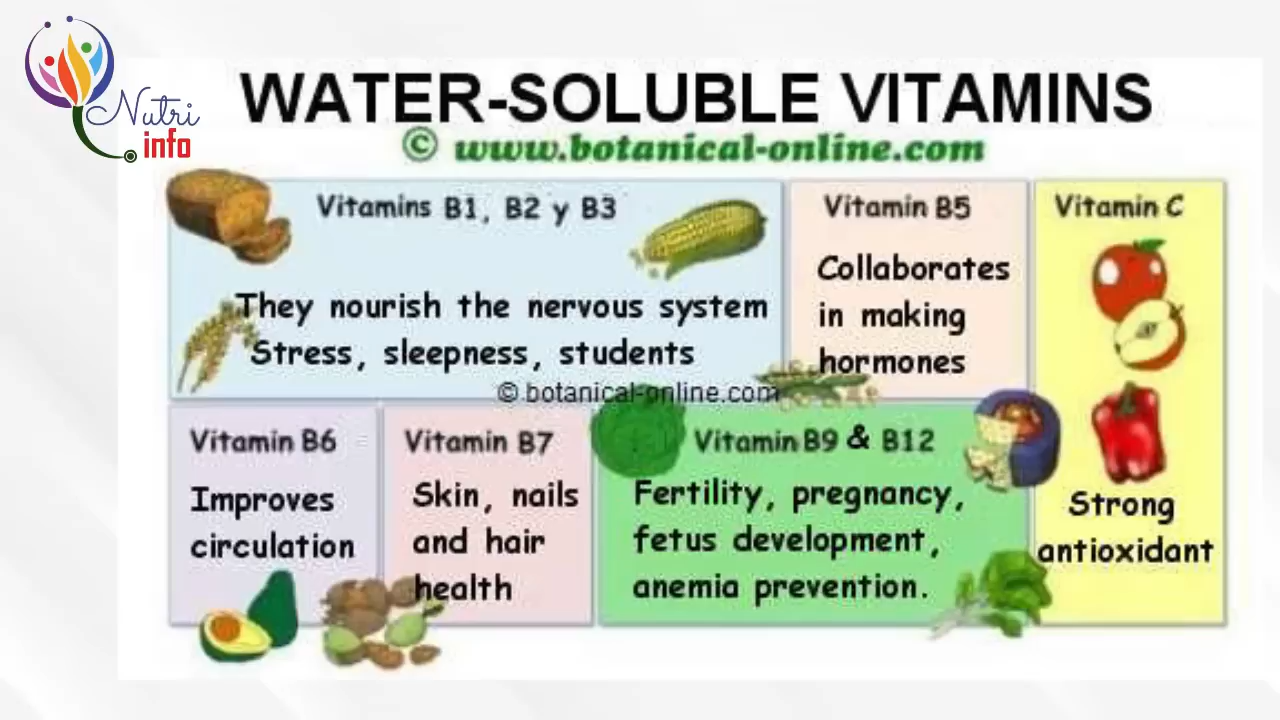 Nutri
info
WATER-SOLUBLE VITAMINS
© www.botanical-online.com
Vitamins B1, B2 y B3
They nourish the nervous system
Stress, sleepness, students
Vitamin B5
Collaborates
in making
hormones
Vitamin C
Strong
antioxidant
© botanical-online.com
Vitamin B6
Improves
circulation
Vitamin B7
Skin, nails
and hair
health
Vitamin B9 & B12
Fertility, pregnancy,
fetus development,
anemia prevention.